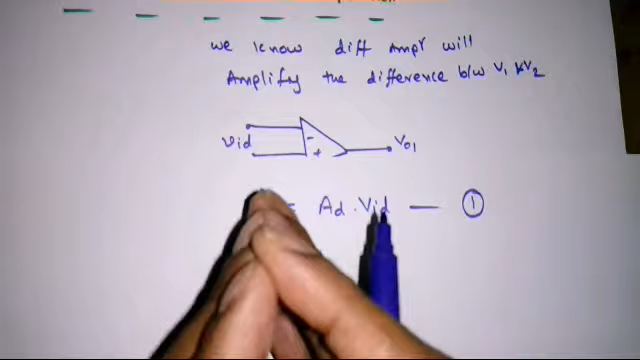 we know diff Ampr will
Amplify the difference b/w V1 & V2
Vid - + Vo1
= Ad . Vid — ①